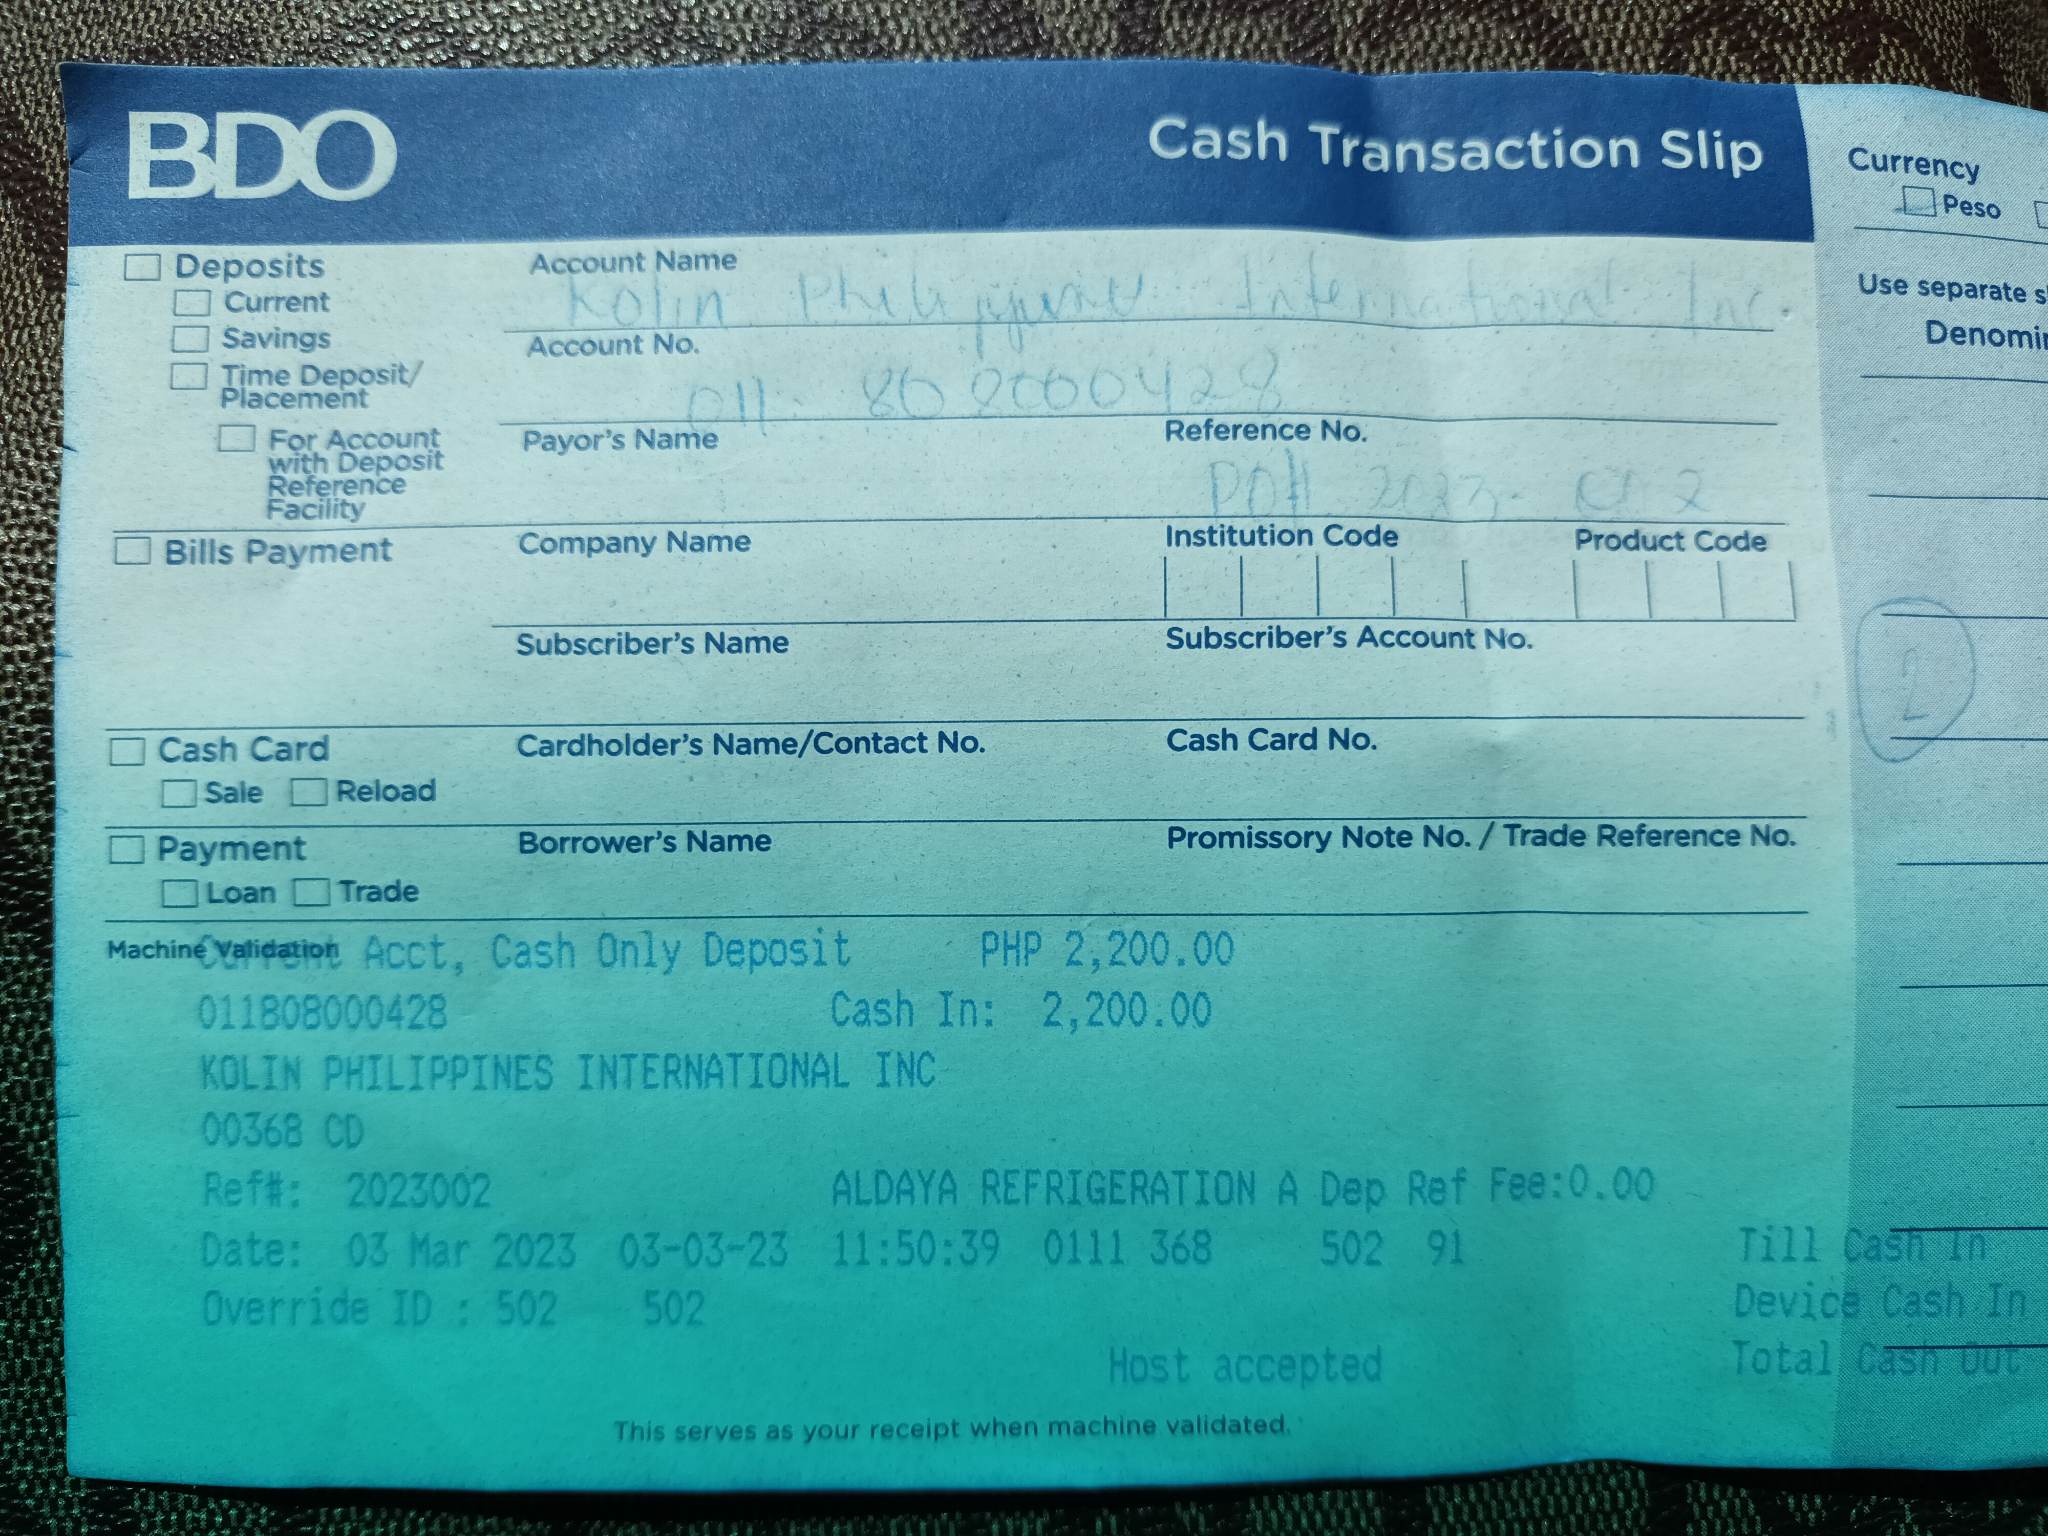 BDO
Cash Transaction Slip
Currency
Peso
Use separate
Deposits
Current
Savings
Time Deposit/
Placement
For Account
with Deposit
Reference
Facility
Account Name
Kolin Philippines International Inc.
Account No.
011 808000428
Payor's Name
Reference No.
2023
Bills Payment
Company Name
Institution Code
Product Code
Subscriber's Name
Subscriber's Account No.
2
Cash Card
Sale
Reload
Cardholder's Name/Contact No.
Cash Card No.
Payment
Loan
Trade
Borrower's Name
Promissory Note No. / Trade Reference No.
Machine Validation
Current Acct, Cash Only Deposit PHP 2,200.00
011808000428 Cash In: 2,200.00
KOLIN PHILIPPINES INTERNATIONAL INC
00368 CD
Ref#: 2023002 ALDAYA REFRIGERATION A Dep Ref Fee:0.00
Date: 03 Mar 2023 03-03-23 11:50:39 0111 368 502 91 Till Cash In
Override ID : 502 502 Device Cash In
Host accepted Total Cash Out
This serves as your receipt when machine validated.